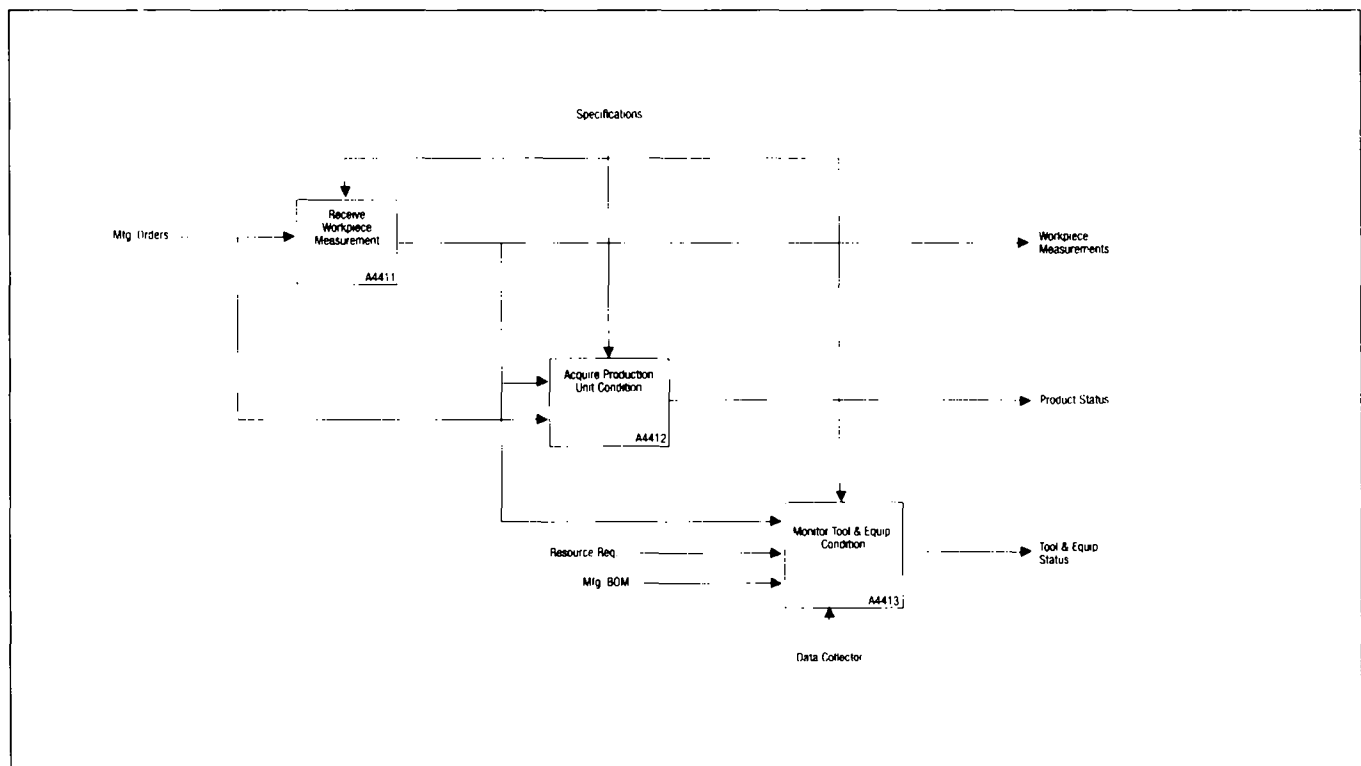 Specifications
Receive
Workpiece
Measurement
Mfg. Orders
Workpiece
Measurements
A4411
Acquire Production
Unit Condition
Product Status
A4412
Monitor Tool & Equip
Condition
Resource Req.
Tool & Equip
Status
Mfg. BOM
A4413
Data Collector